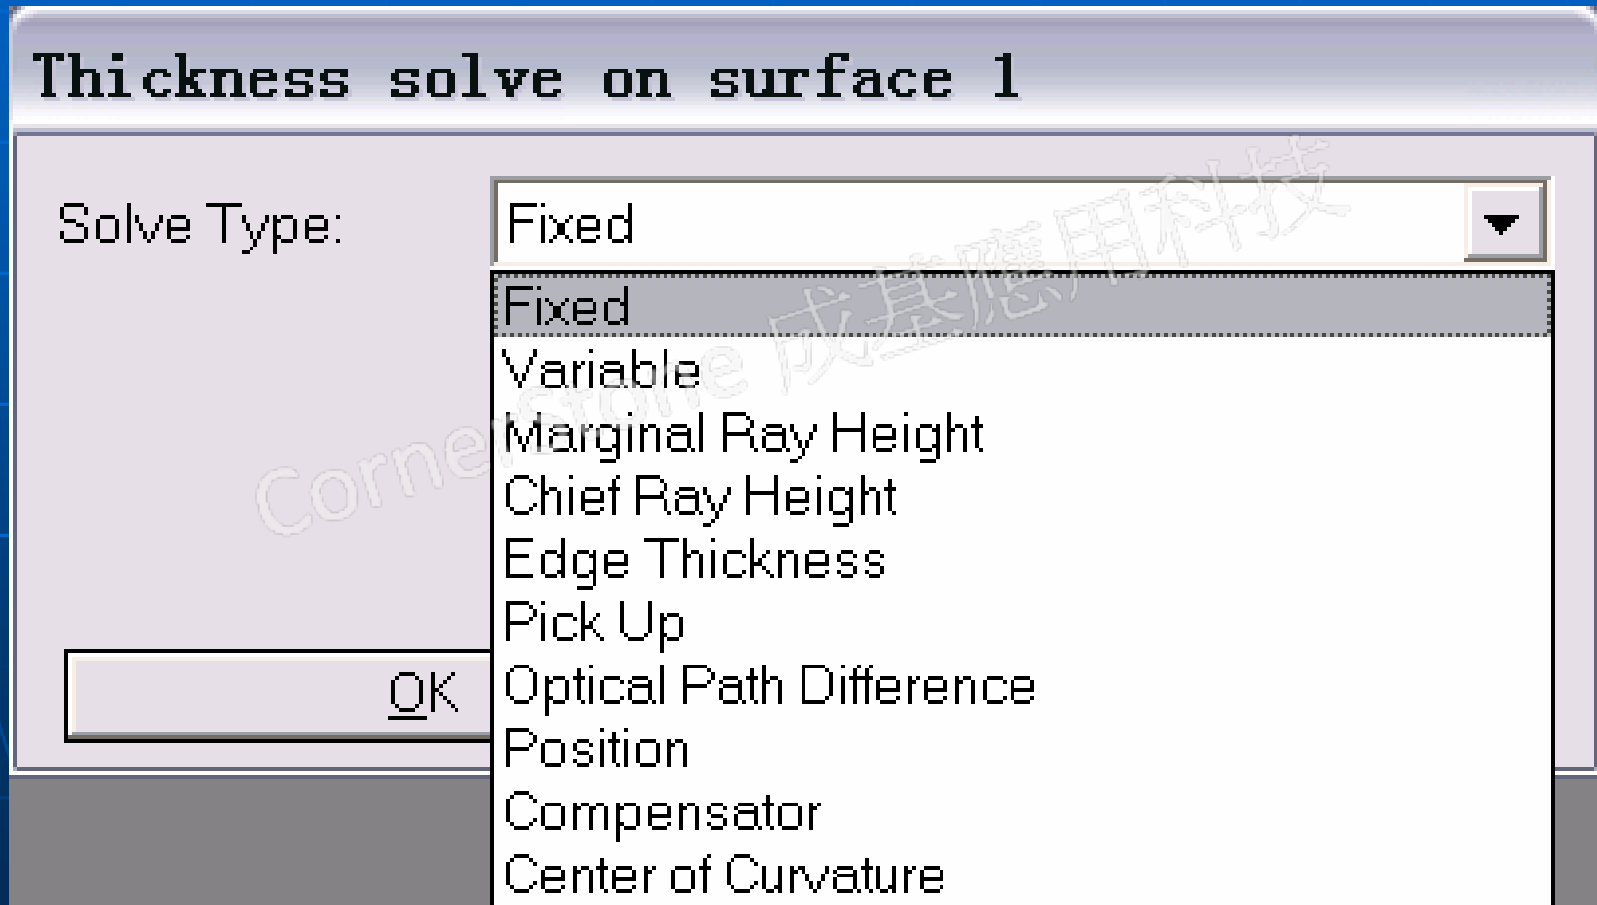 Thickness solve on surface 1
Solve Type: Fixed
Fixed
Variable
Marginal Ray Height
Chief Ray Height
Edge Thickness
Pick Up
OK
Optical Path Difference
Position
Compensator
Center of Curvature
CornerStone 成基應用科技